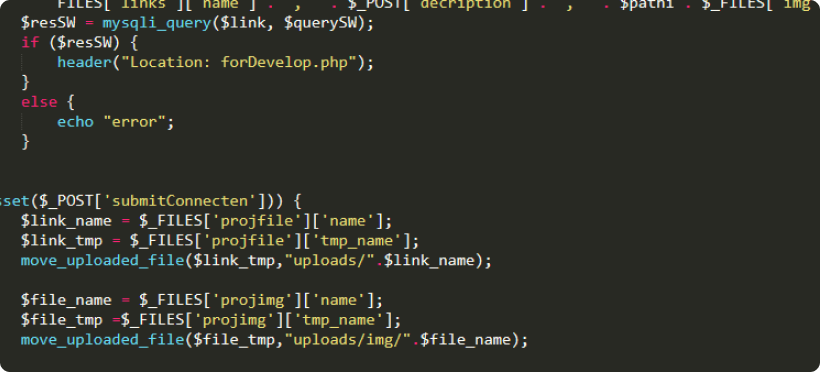 FILES['links']['name'] . , . $_POST['decription'] . , . $pathi . $_FILES['img
$resSW = mysqli_query($link, $querySW);
if ($resSW) {
header("Location: forDevelop.php");
}
else {
echo "error";
}
sset($_POST['submitConnecten'])) {
$link_name = $_FILES['projfile']['name'];
$link_tmp = $_FILES['projfile']['tmp_name'];
move_uploaded_file($link_tmp,"uploads/".$link_name);
$file_name = $_FILES['projimg']['name'];
$file_tmp =$_FILES['projimg']['tmp_name'];
move_uploaded_file($file_tmp,"uploads/img/".$file_name);